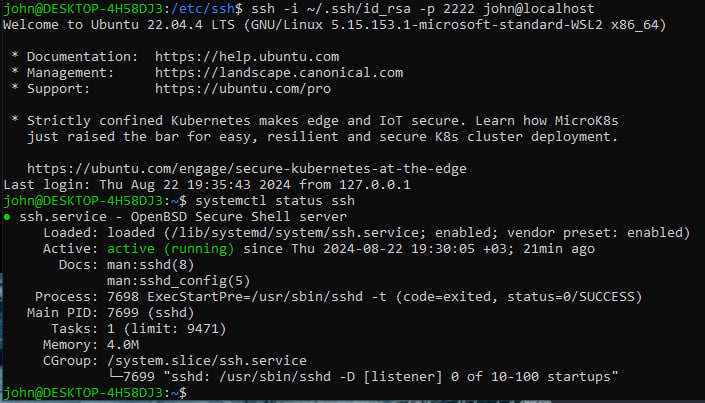 john@DESKTOP-4H58DJ3:/etc/ssh$ ssh -i ~/.ssh/id_rsa -p 2222 john@localhost
Welcome to Ubuntu 22.04.4 LTS (GNU/Linux 5.15.153.1-microsoft-standard-WSL2 x86_64)
* Documentation:  https://help.ubuntu.com
* Management:     https://landscape.canonical.com
* Support:        https://ubuntu.com/pro
* Strictly confined Kubernetes makes edge and IoT secure. Learn how MicroK8s
just raised the bar for easy, resilient and secure K8s cluster deployment.
https://ubuntu.com/engage/secure-kubernetes-at-the-edge
Last login: Thu Aug 22 19:35:43 2024 from 127.0.0.1
john@DESKTOP-4H58DJ3:~$ systemctl status ssh
● ssh.service - OpenBSD Secure Shell server
Loaded: loaded (/lib/systemd/system/ssh.service; enabled; vendor preset: enabled)
Active: active (running) since Thu 2024-08-22 19:30:05 +03; 21min ago
Docs: man:sshd(8)
man:sshd_config(5)
Process: 7698 ExecStartPre=/usr/sbin/sshd -t (code=exited, status=0/SUCCESS)
Main PID: 7699 (sshd)
Tasks: 1 (limit: 9471)
Memory: 4.0M
CGroup: /system.slice/ssh.service
└─7699 "sshd: /usr/sbin/sshd -D [listener] 0 of 10-100 startups"
john@DESKTOP-4H58DJ3:~$